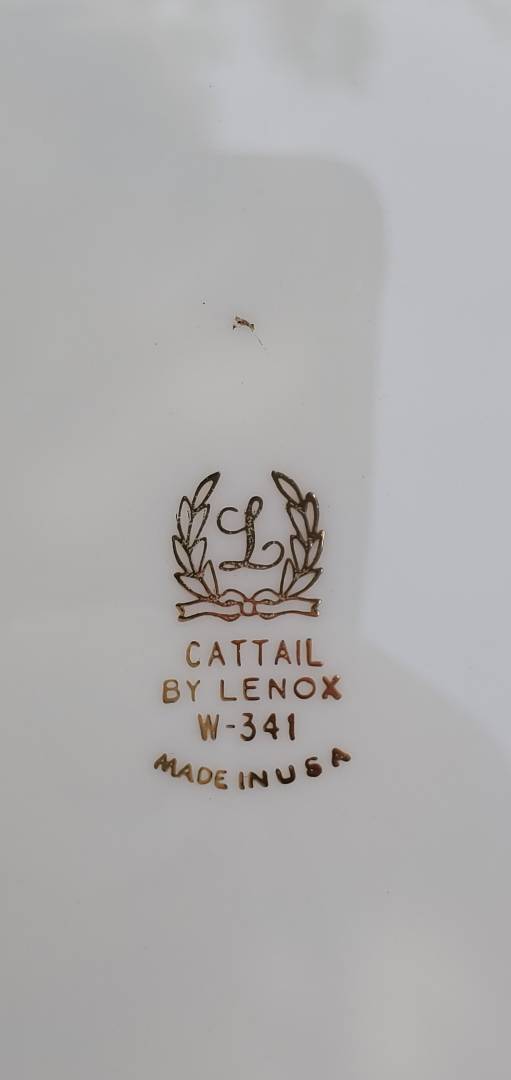 L
CATTAIL
BY LENOX
W-341
MADE IN USA